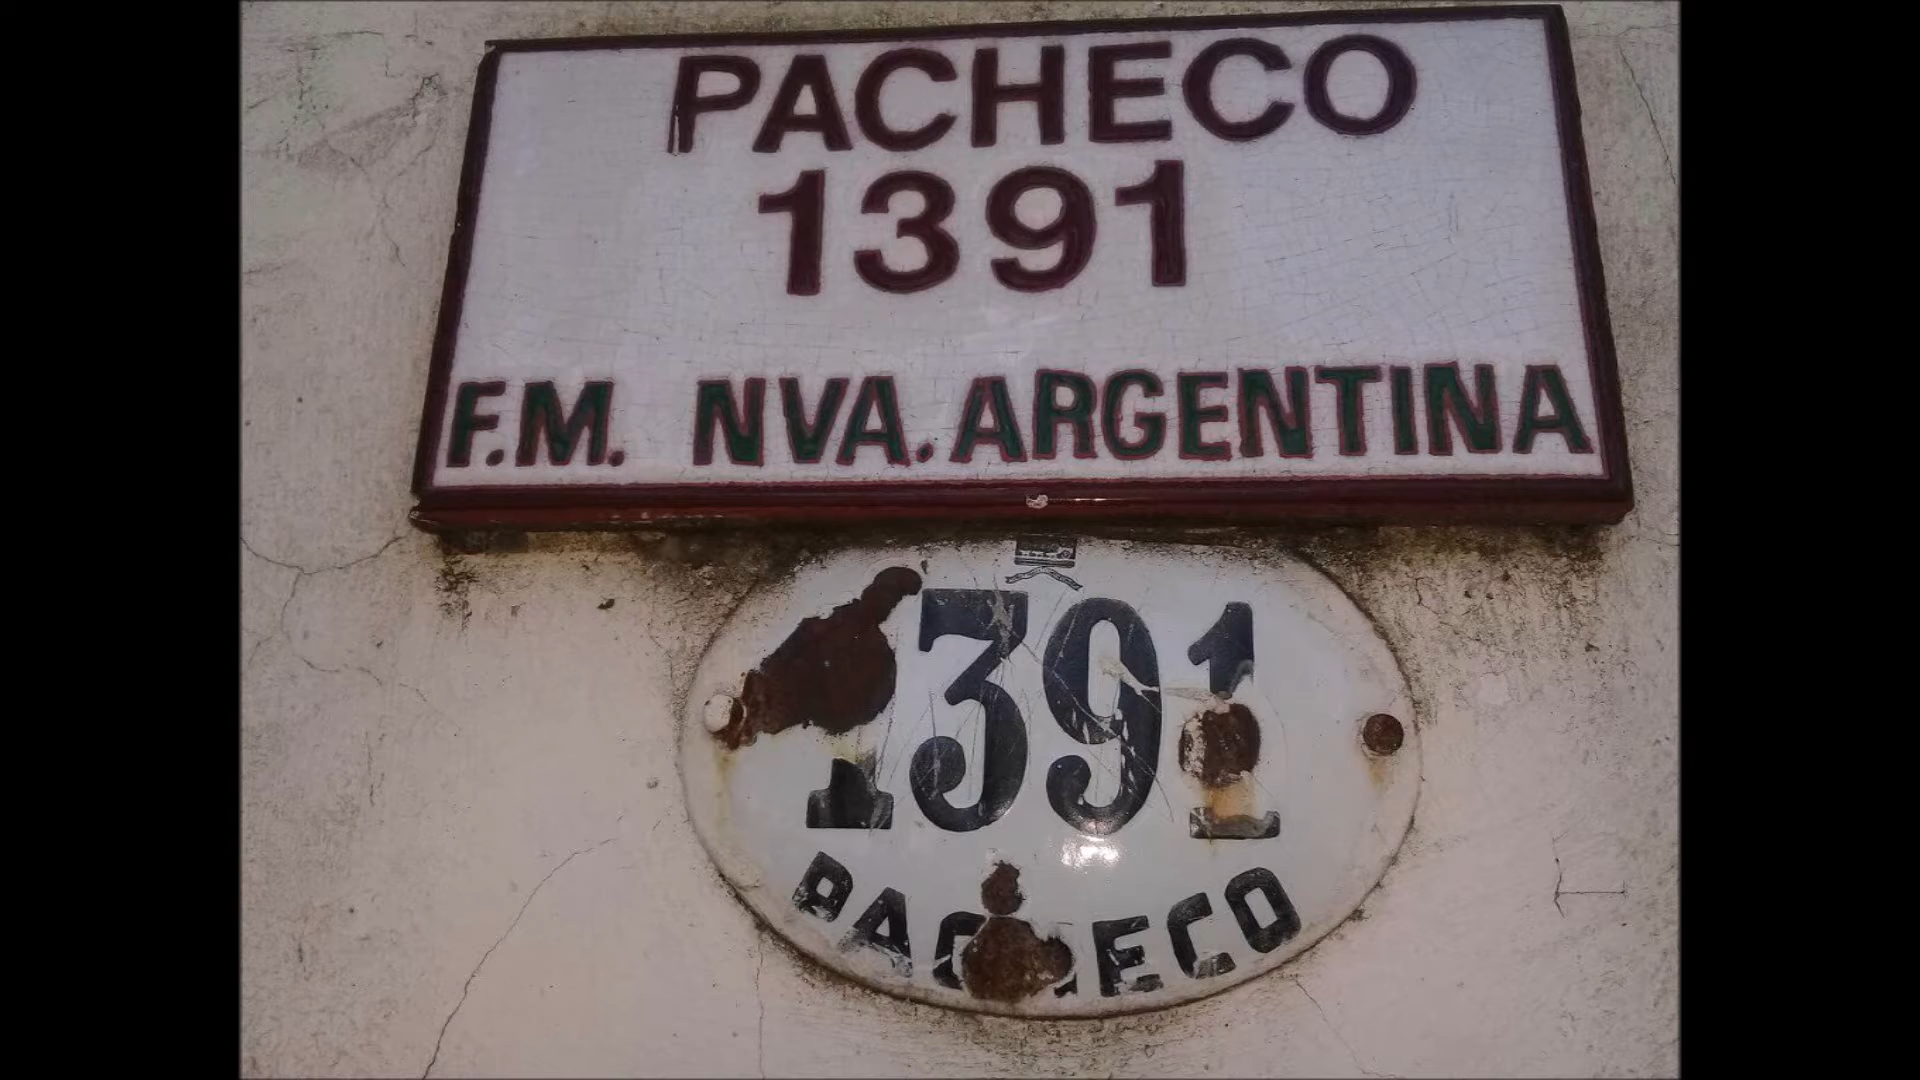 PACHECO
1391
F.M. NVA. ARGENTINA
1391
PACHECO